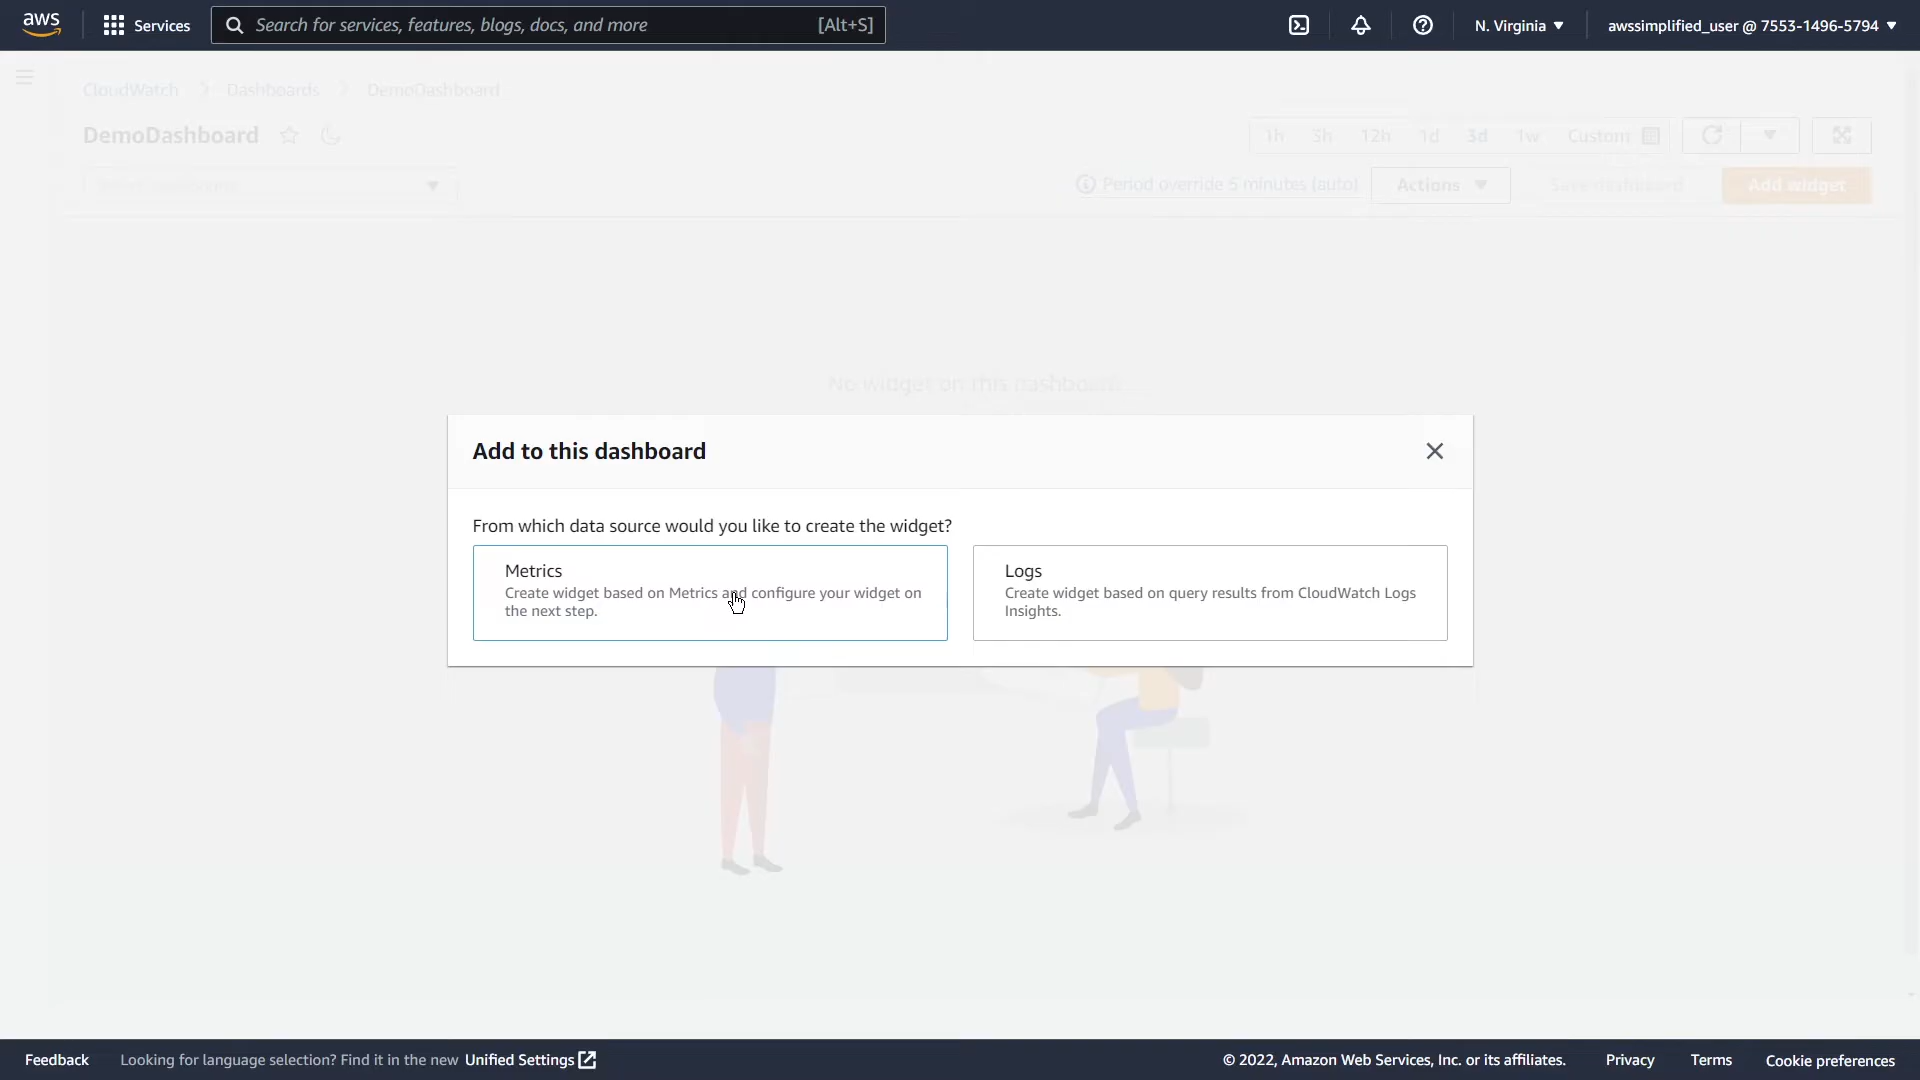 aws
Services
Search for services, features, blogs, docs, and more
[Alt+S]
N. Virginia
awssimplified_user @ 7553-1496-5794
CloudWatch
Dashboards
DemoDashboard
DemoDashboard
1h 3h 12h 1d 3d 1w Custom
Period override 5 minutes (auto)
Actions
Save dashboard
Add widget
No widget on this dashboard
Add to this dashboard
From which data source would you like to create the widget?
Metrics
Create widget based on Metrics and configure your widget on
the next step.
Logs
Create widget based on query results from CloudWatch Logs
Insights.
Feedback
Looking for language selection? Find it in the new Unified Settings
© 2022, Amazon Web Services, Inc. or its affiliates.
Privacy
Terms
Cookie preferences